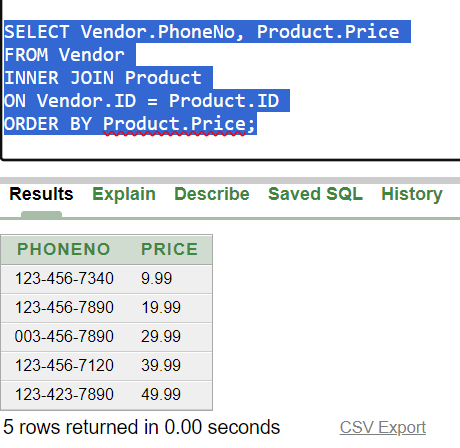 SELECT Vendor.PhoneNo, Product.Price
FROM Vendor
INNER JOIN Product
ON Vendor.ID = Product.ID
ORDER BY Product.Price;
Results Explain Describe Saved SQL History
PHONENO PRICE
123-456-7340 9.99
123-456-7890 19.99
003-456-7890 29.99
123-456-7120 39.99
123-423-7890 49.99
5 rows returned in 0.00 seconds CSV Export